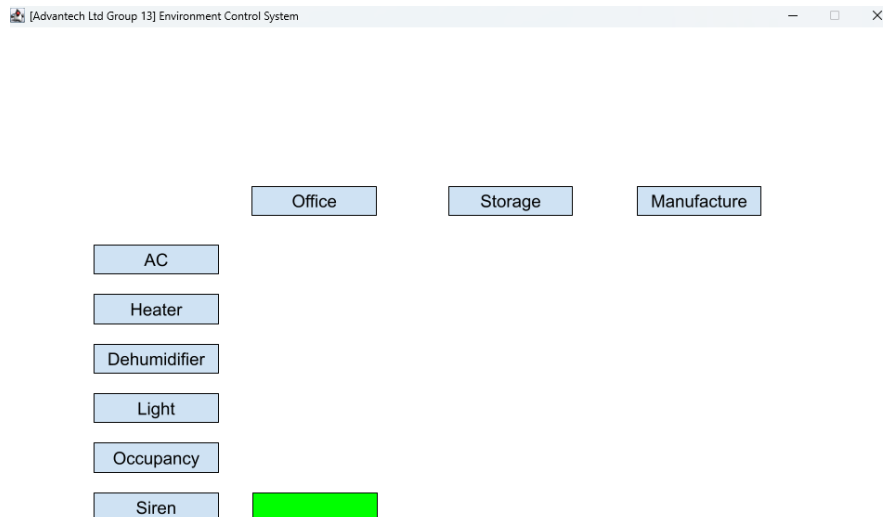 [Advantech Ltd Group 13] Environment Control System
Office Storage Manufacture
AC
Heater
Dehumidifier
Light
Occupancy
Siren